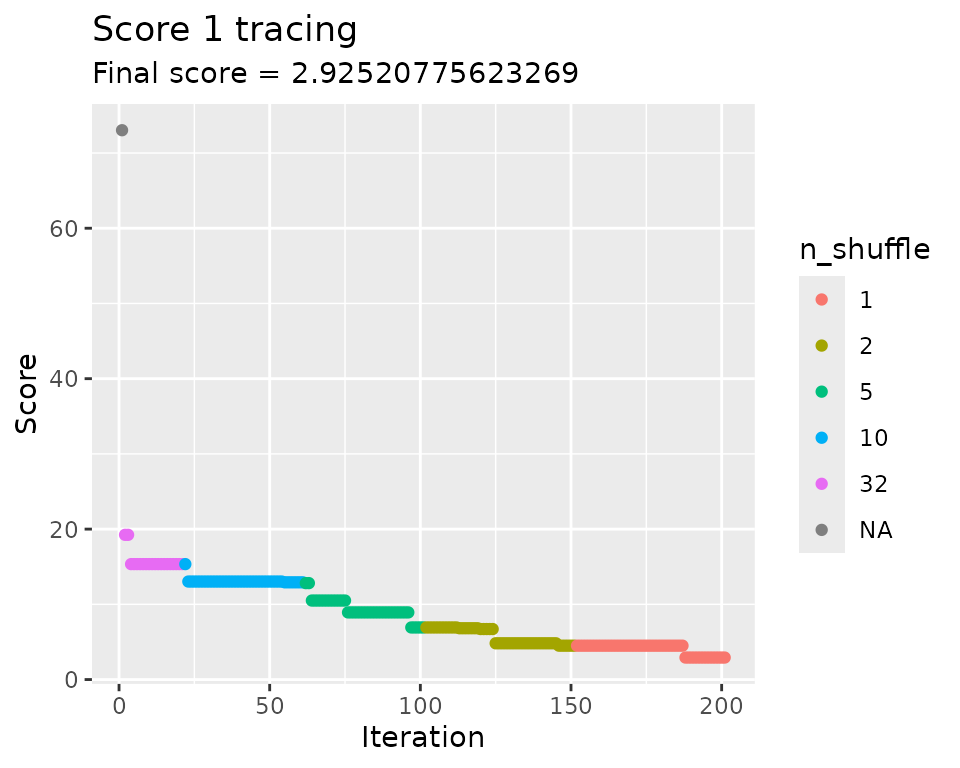 Score 1 tracing
Final score = 2.92520775623269
Score
60
40
20
0
0 50 100 150 200
Iteration
n_shuffle
1
2
5
10
32
NA